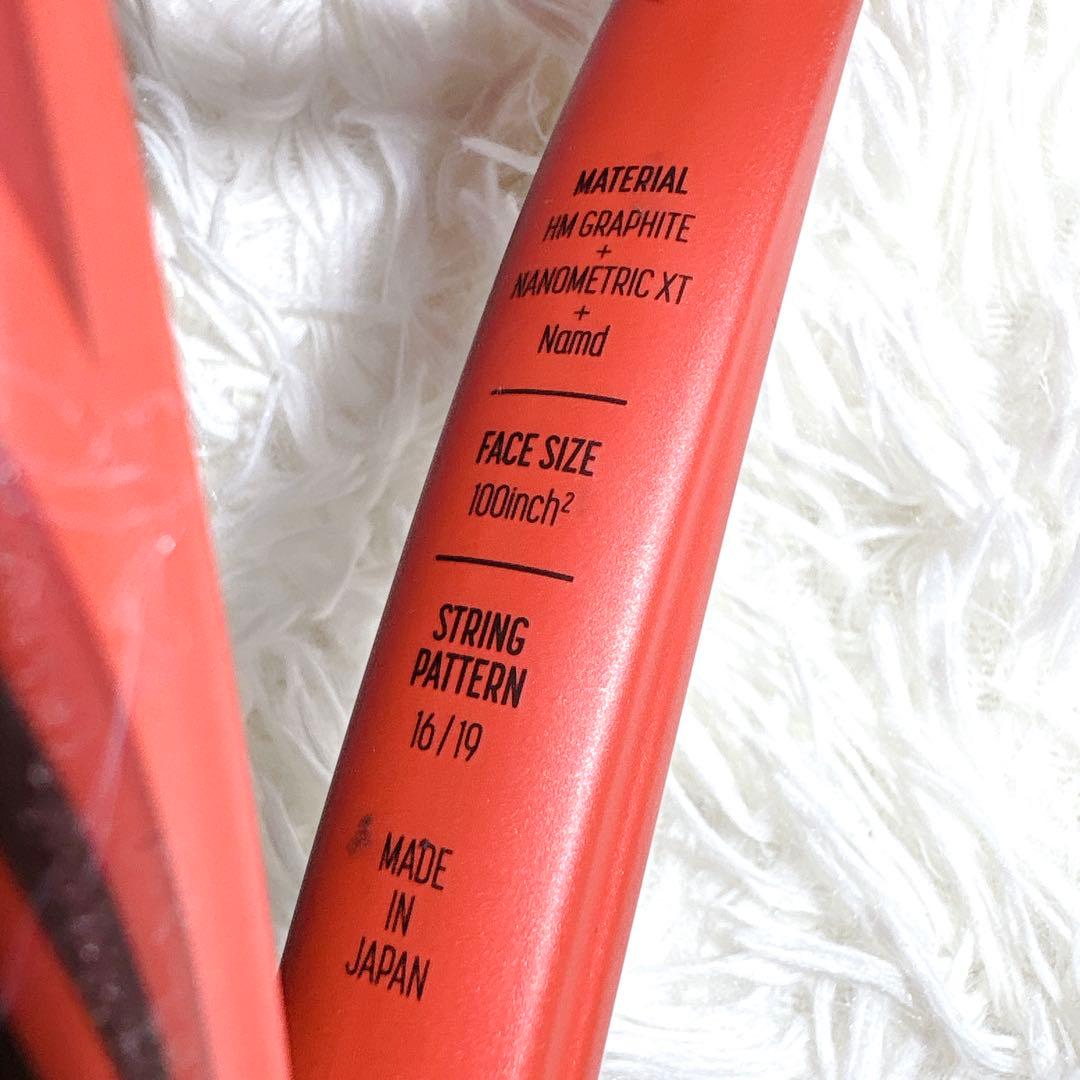 MATERIAL
HM GRAPHITE
+
NANOMETRIC XT
+
Namd
FACE SIZE
100inch²
STRING
PATTERN
16/19
MADE
IN
JAPAN